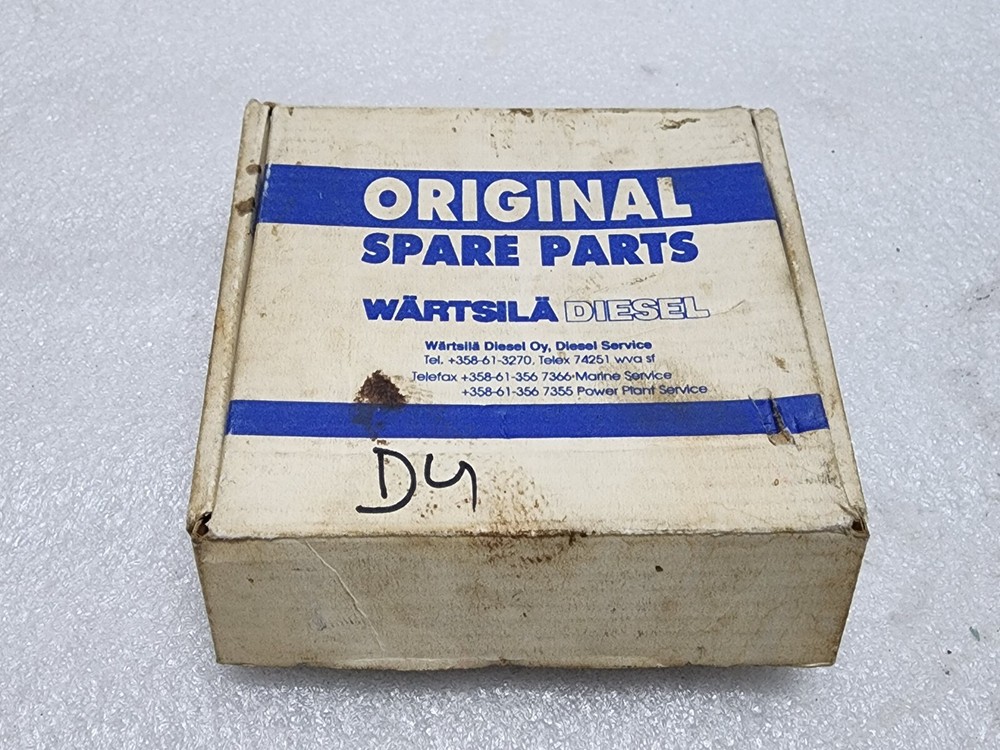 ORIGINAL
SPARE PARTS
WÄRTSILÄ DIESEL
Wärtsilä Diesel Oy, Diesel Service
Tel. +358-61-3270, Telex 74251 wva sf
Telefax +358-61-356 7366-Marine Service
+358-61-356 7355 Power Plant Service
D4